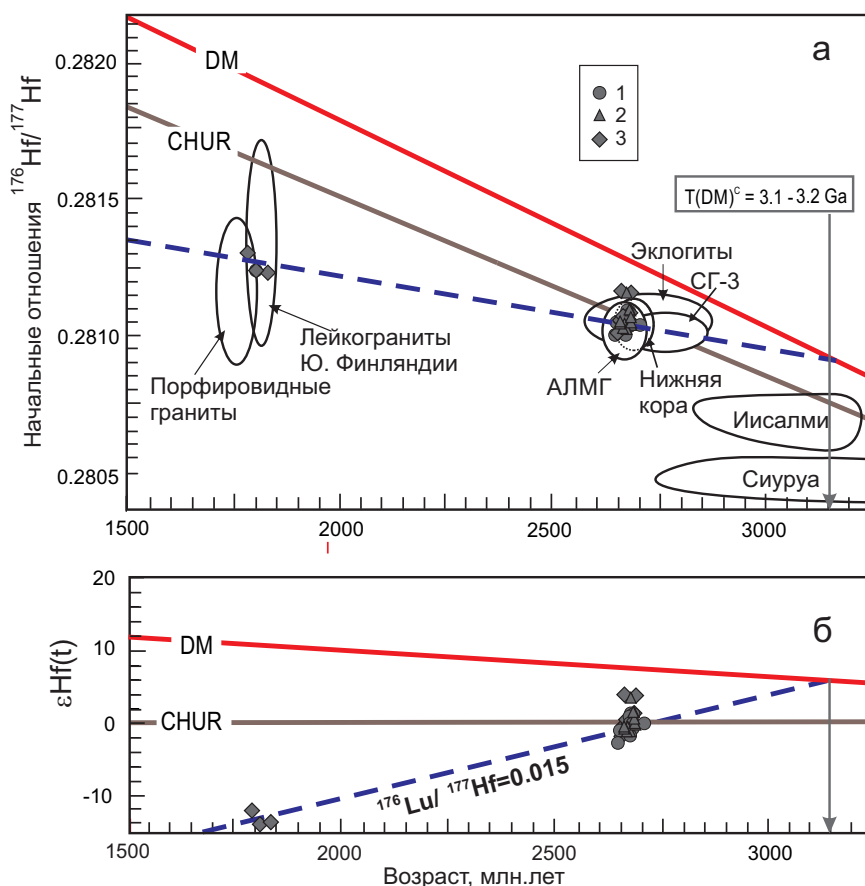 а
0.2820
0.2815
0.2810
0.2805
Начальные отношения ¹⁷⁶Hf/¹⁷⁷Hf
DM
CHUR
1
2
3
T(DM)ᶜ = 3.1 - 3.2 Ga
Эклогиты
СГ-3
Лейкограниты
Ю. Финляндии
Порфировидные
граниты
АЛМГ
Нижняя
кора
Иисалми
Сиуруа
1500
2000
2500
3000
б
20
10
0
-10
εHf(t)
DM
CHUR
¹⁷⁶Lu/ ¹⁷⁷Hf=0.015
1500
2000
2500
3000
Возраст, млн.лет